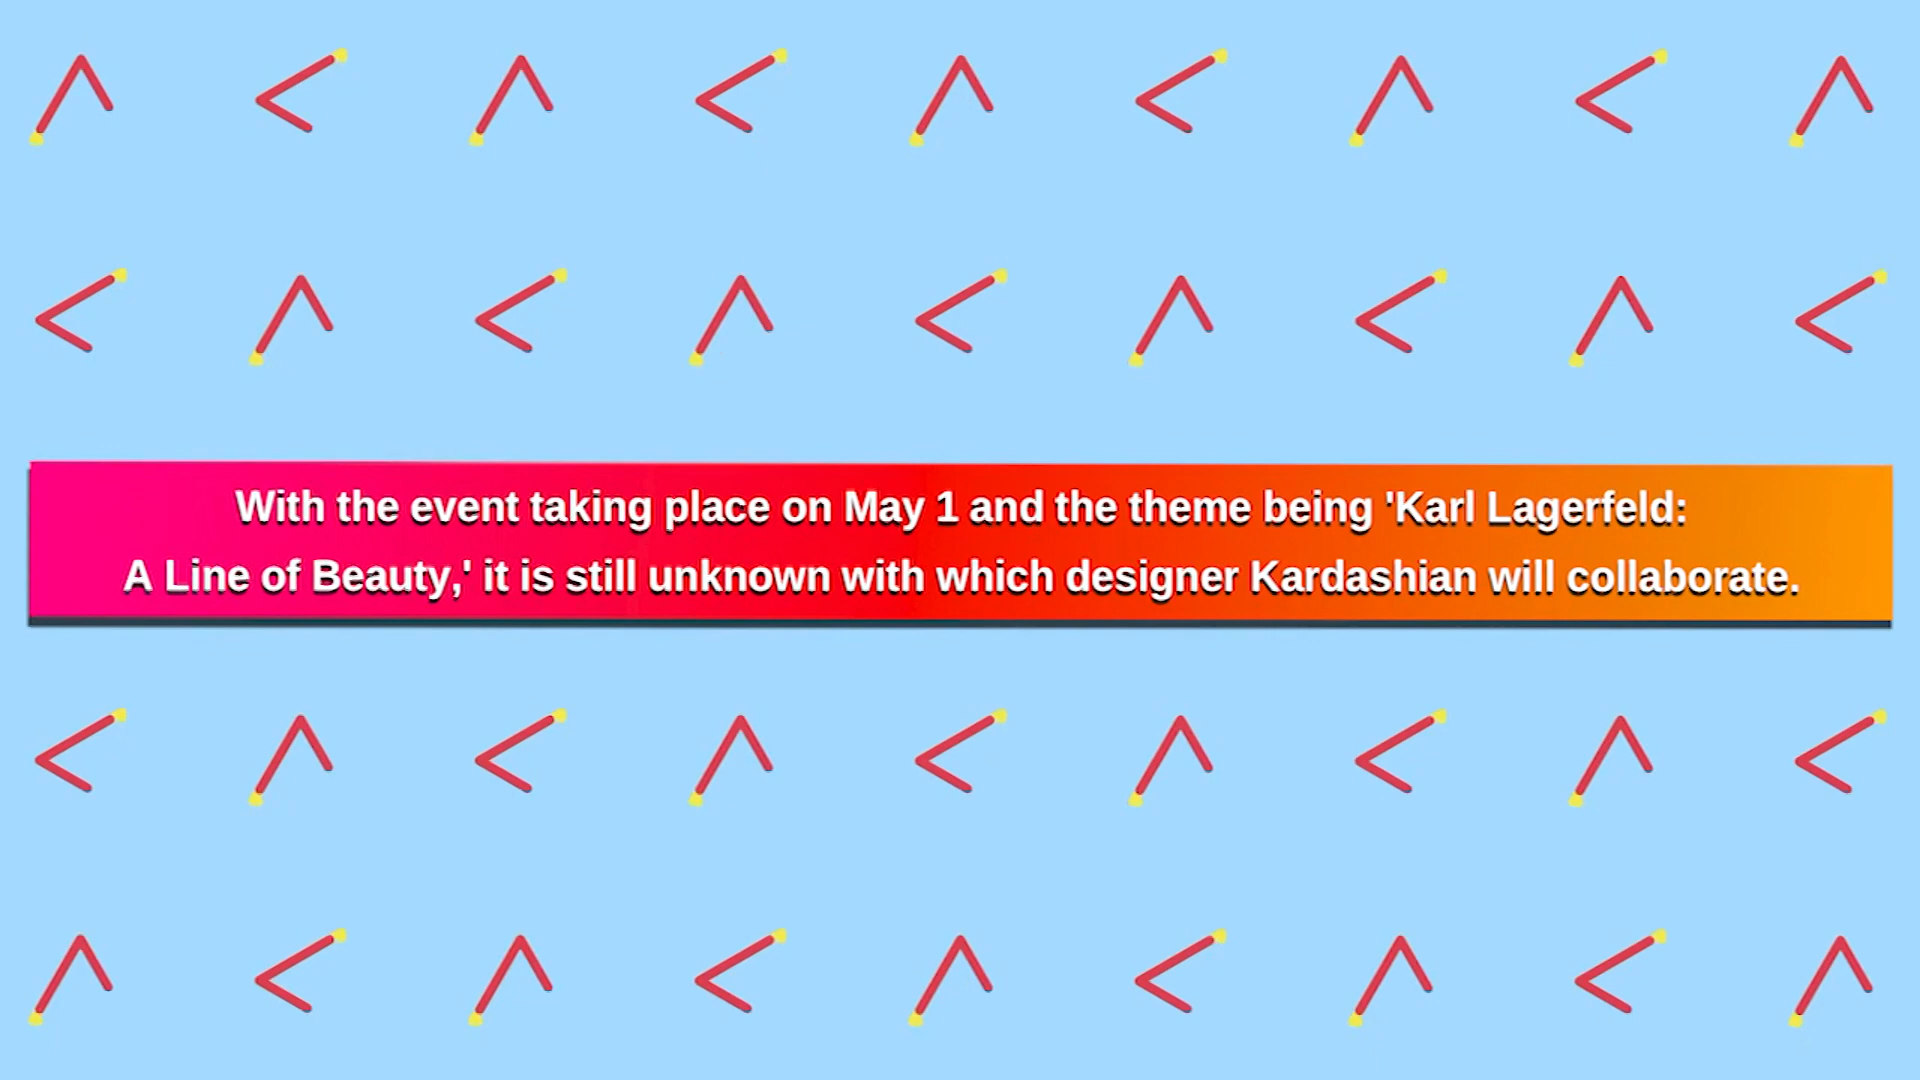 With the event taking place on May 1 and the theme being 'Karl Lagerfeld:
A Line of Beauty,' it is still unknown with which designer Kardashian will collaborate.